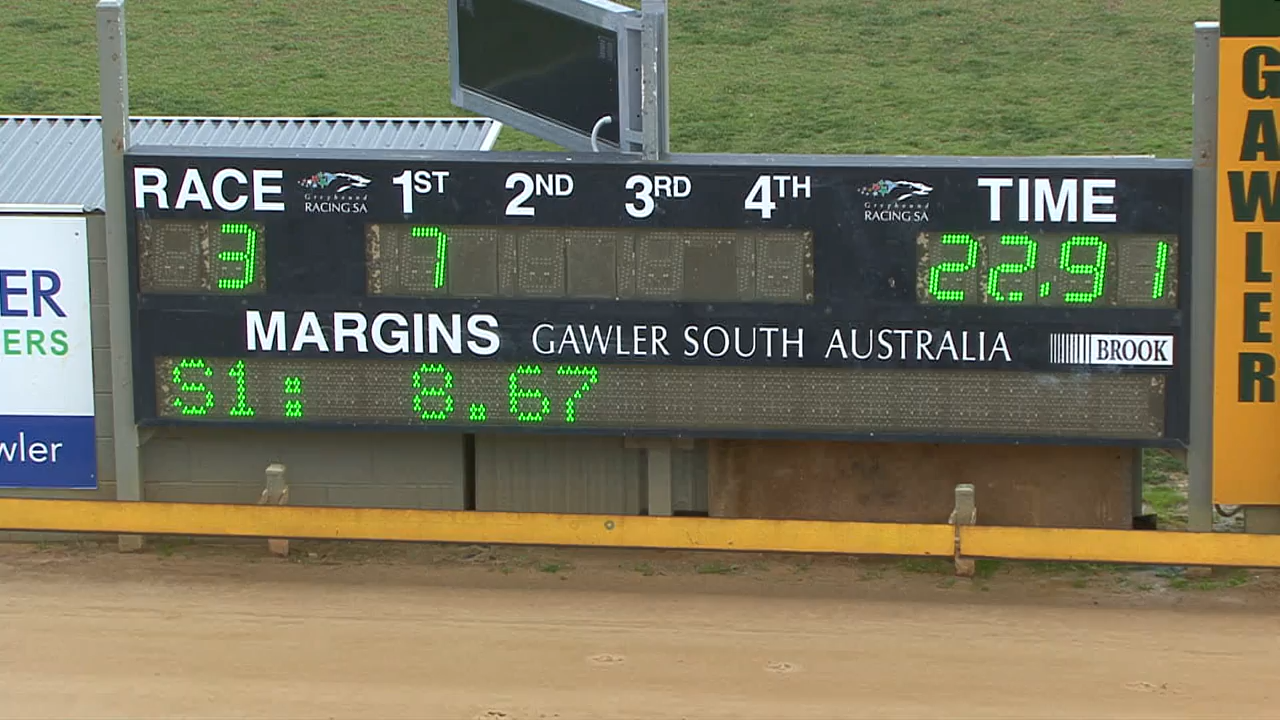 RACE 1ST 2ND 3RD 4TH TIME
Greyhound RACING SA
Greyhound RACING SA
3 7 22.91
MARGINS GAWLER SOUTH AUSTRALIA BROOK
S1: 8.67
ER
ERS
wler
GAWLER